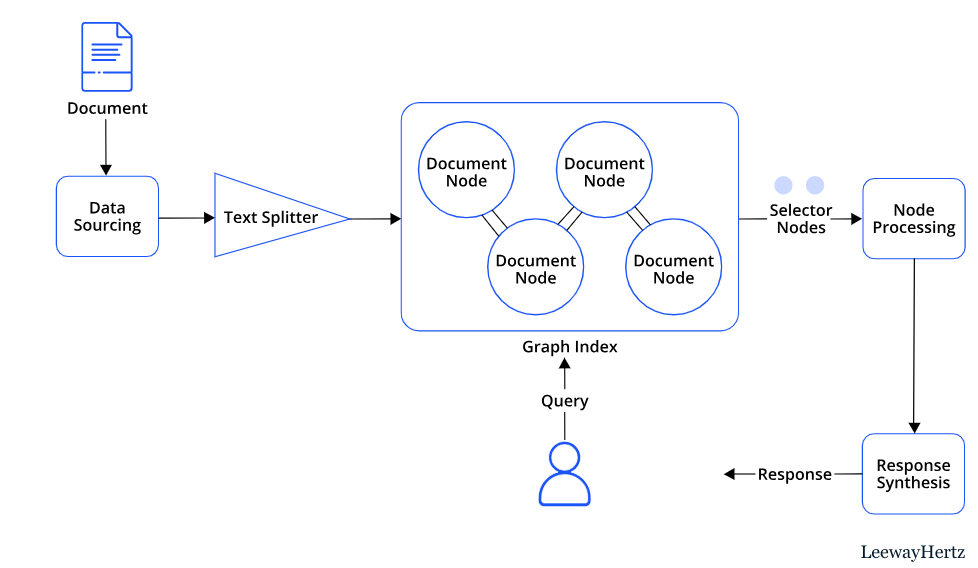 Document
Data
Sourcing
Text Splitter
Document
Node
Document
Node
Document
Node
Document
Node
Graph Index
Selector
Nodes
Node
Processing
Query
Response
Response
Synthesis
LeewayHertz